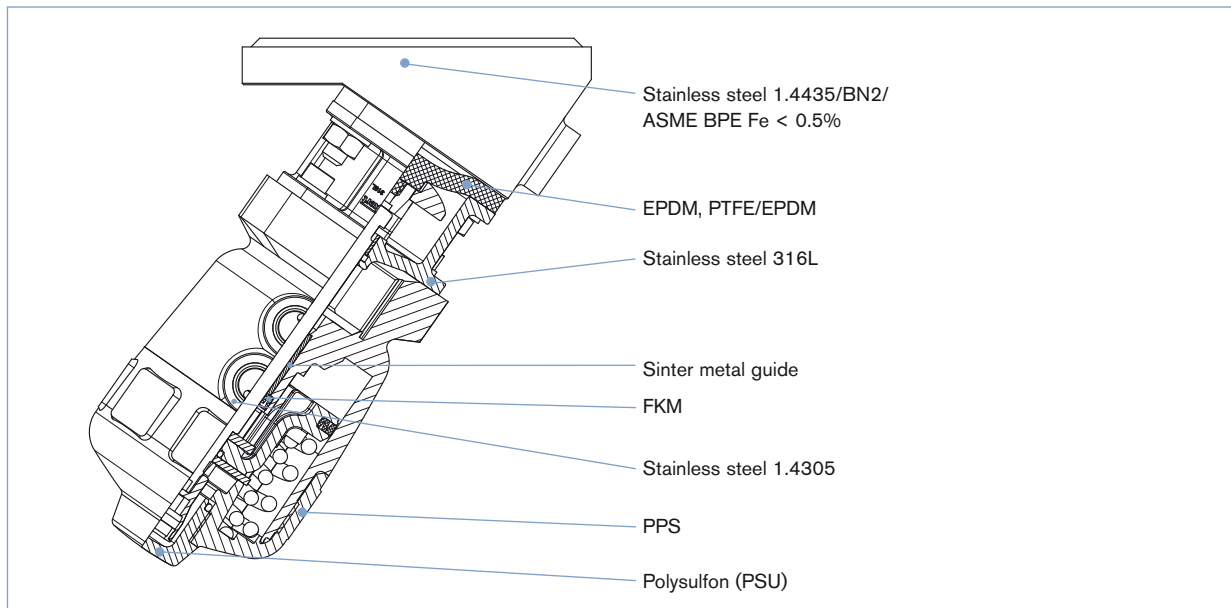 Stainless steel 1.4435/BN2/
ASME BPE Fe < 0.5%
EPDM, PTFE/EPDM
Stainless steel 316L
Sinter metal guide
FKM
Stainless steel 1.4305
PPS
Polysulfon (PSU)